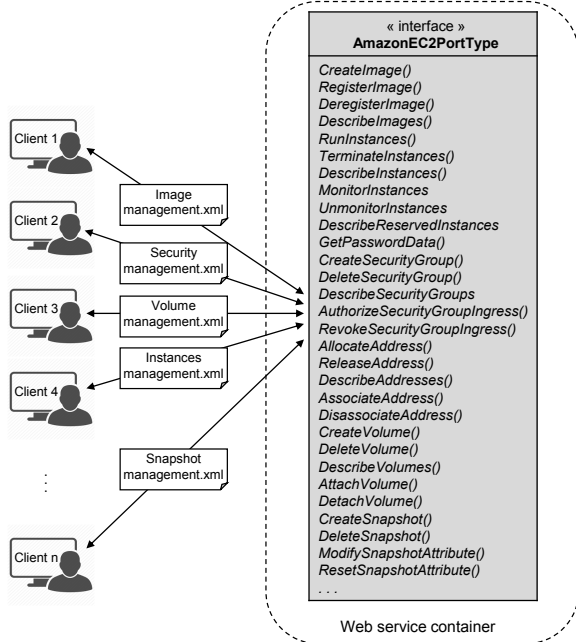 Client 1
Client 2
Client 3
Client 4
. . .
Client n
Image
management.xml
Security
management.xml
Volume
management.xml
Instances
management.xml
Snapshot
management.xml
« interface »
AmazonEC2PortType
CreateImage()
RegisterImage()
DeregisterImage()
DescribeImages()
RunInstances()
TerminateInstances()
DescribeInstances()
MonitorInstances
UnmonitorInstances
DescribeReservedInstances
GetPasswordData()
CreateSecurityGroup()
DeleteSecurityGroup()
DescribeSecurityGroups
AuthorizeSecurityGroupIngress()
RevokeSecurityGroupIngress()
AllocateAddress()
ReleaseAddress()
DescribeAddresses()
AssociateAddress()
DisassociateAddress()
CreateVolume()
DeleteVolume()
DescribeVolumes()
AttachVolume()
DetachVolume()
CreateSnapshot()
DeleteSnapshot()
ModifySnapshotAttribute()
ResetSnapshotAttribute()
. . .
Web service container